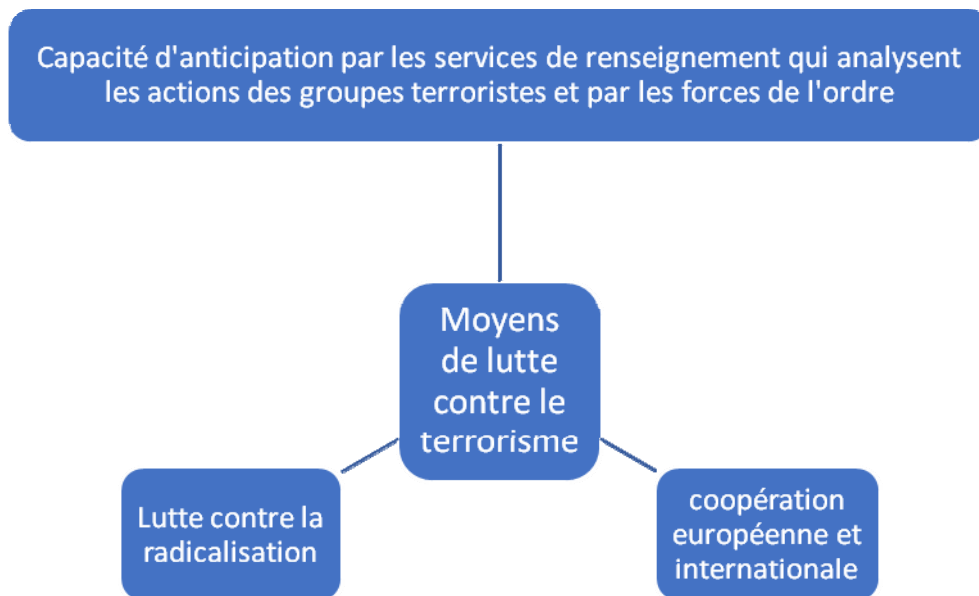 Capacité d'anticipation par les services de renseignement qui analysent
les actions des groupes terroristes et par les forces de l'ordre
Moyens
de lutte
contre le
terrorisme
Lutte contre la
radicalisation
coopération
européenne et
internationale